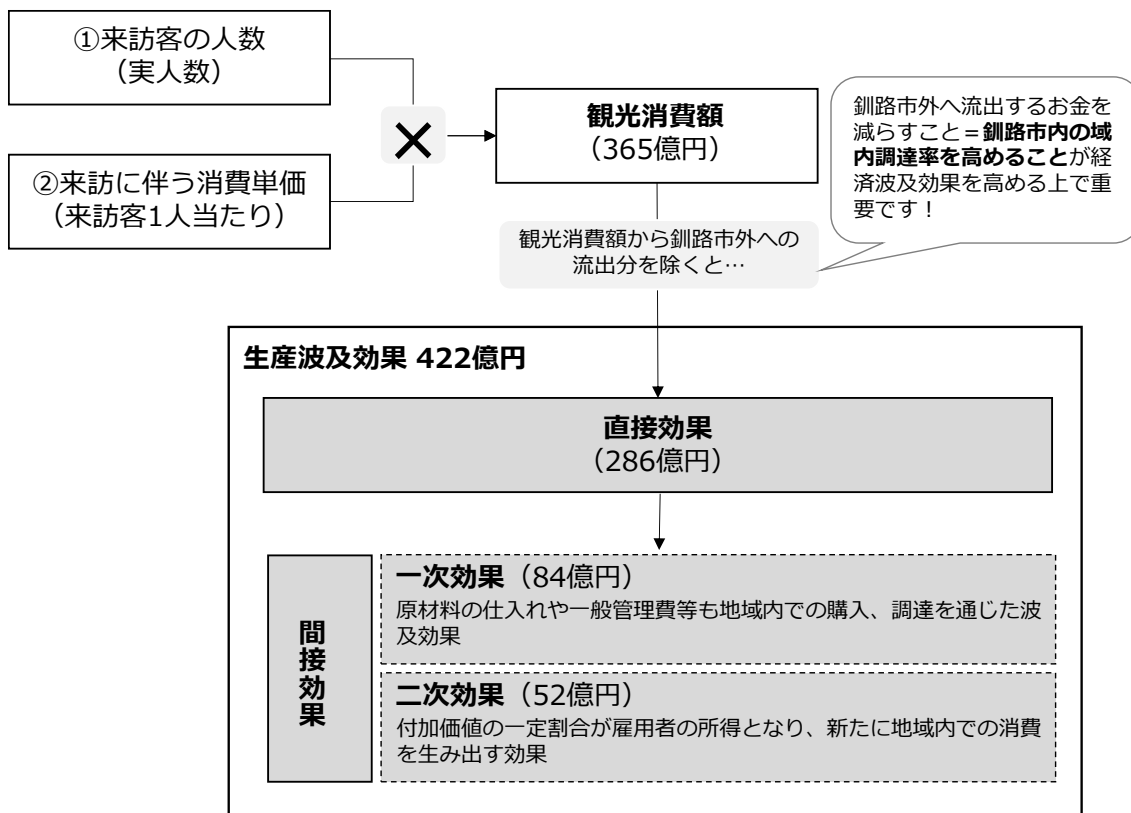 ①来訪客の人数
（実人数）
×
②来訪に伴う消費単価
（来訪客1人当たり）
観光消費額
（365億円）
釧路市外へ流出するお金を
減らすこと＝釧路市内の域
内調達率を高めることが経
済波及効果を高める上で重
要です！
観光消費額から釧路市外への
流出分を除くと…
生産波及効果 422億円
直接効果
（286億円）
間接効果
一次効果（84億円）
原材料の仕入れや一般管理費等も地域内での購入、調達を通じた波
及効果
二次効果（52億円）
付加価値の一定割合が雇用者の所得となり、新たに地域内での消費
を生み出す効果